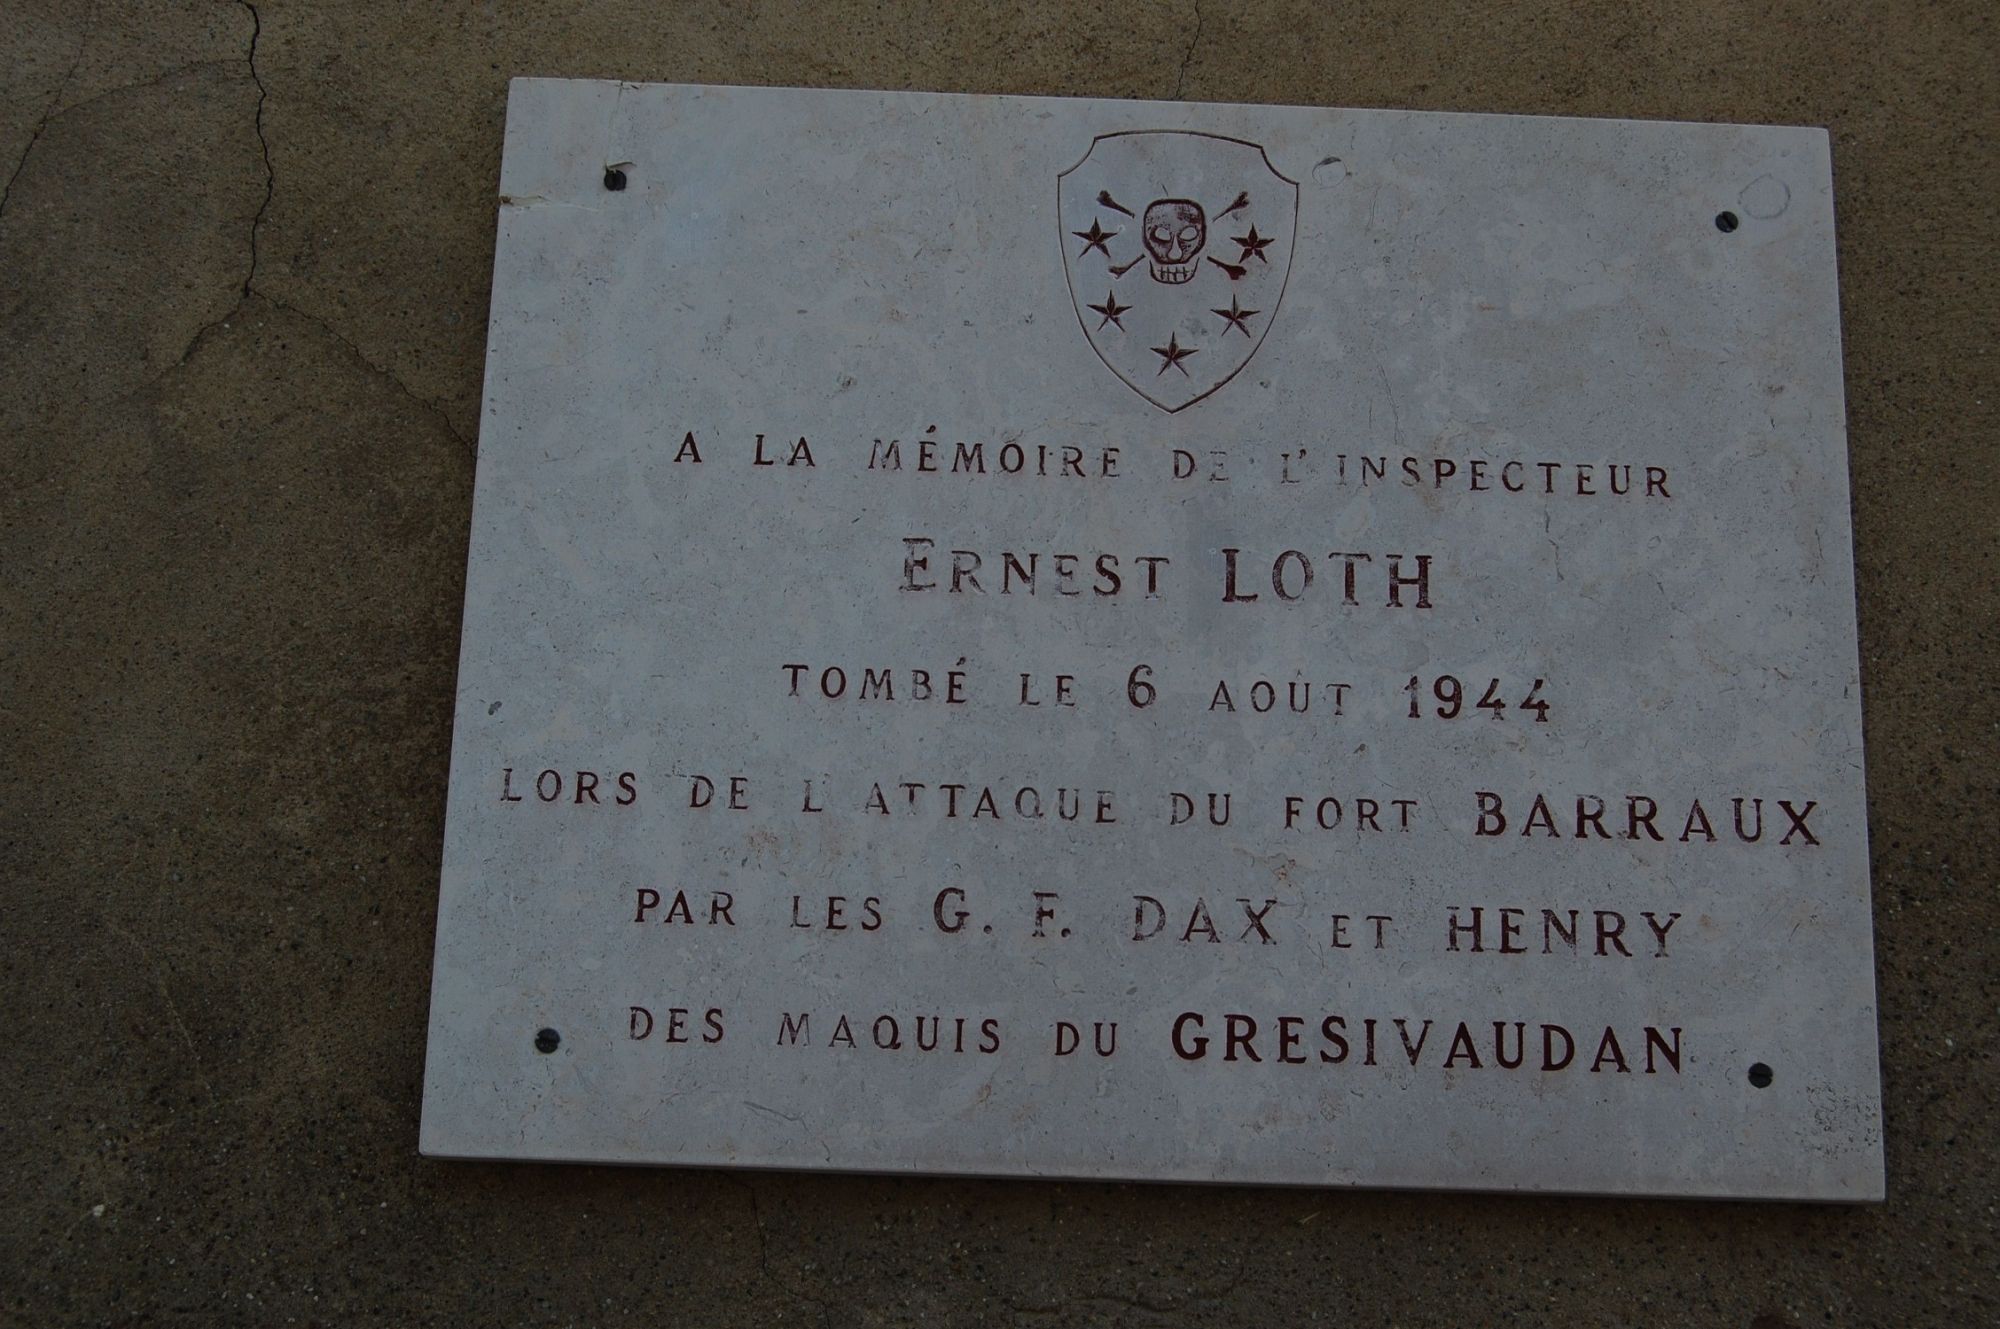 A LA MÉMOIRE DE L'INSPECTEUR
ERNEST LOTH
TOMBÉ LE 6 AOÛT 1944
LORS DE L'ATTAQUE DU FORT BARRAUX
PAR LES G. F. DAX ET HENRY
DES MAQUIS DU GRESIVAUDAN